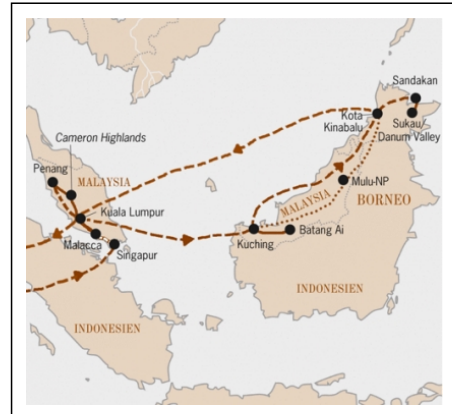 Sandakan
Kota
Kinabalu
Sukau/
Danum Valley
Cameron Highlands
Penang
MALAYSIA
Mulu-NP
MALAYSIA
BORNEO
Kuala Lumpur
Malacca
Singapur
Kuching
Batang Ai
INDONESIEN
INDONESIEN